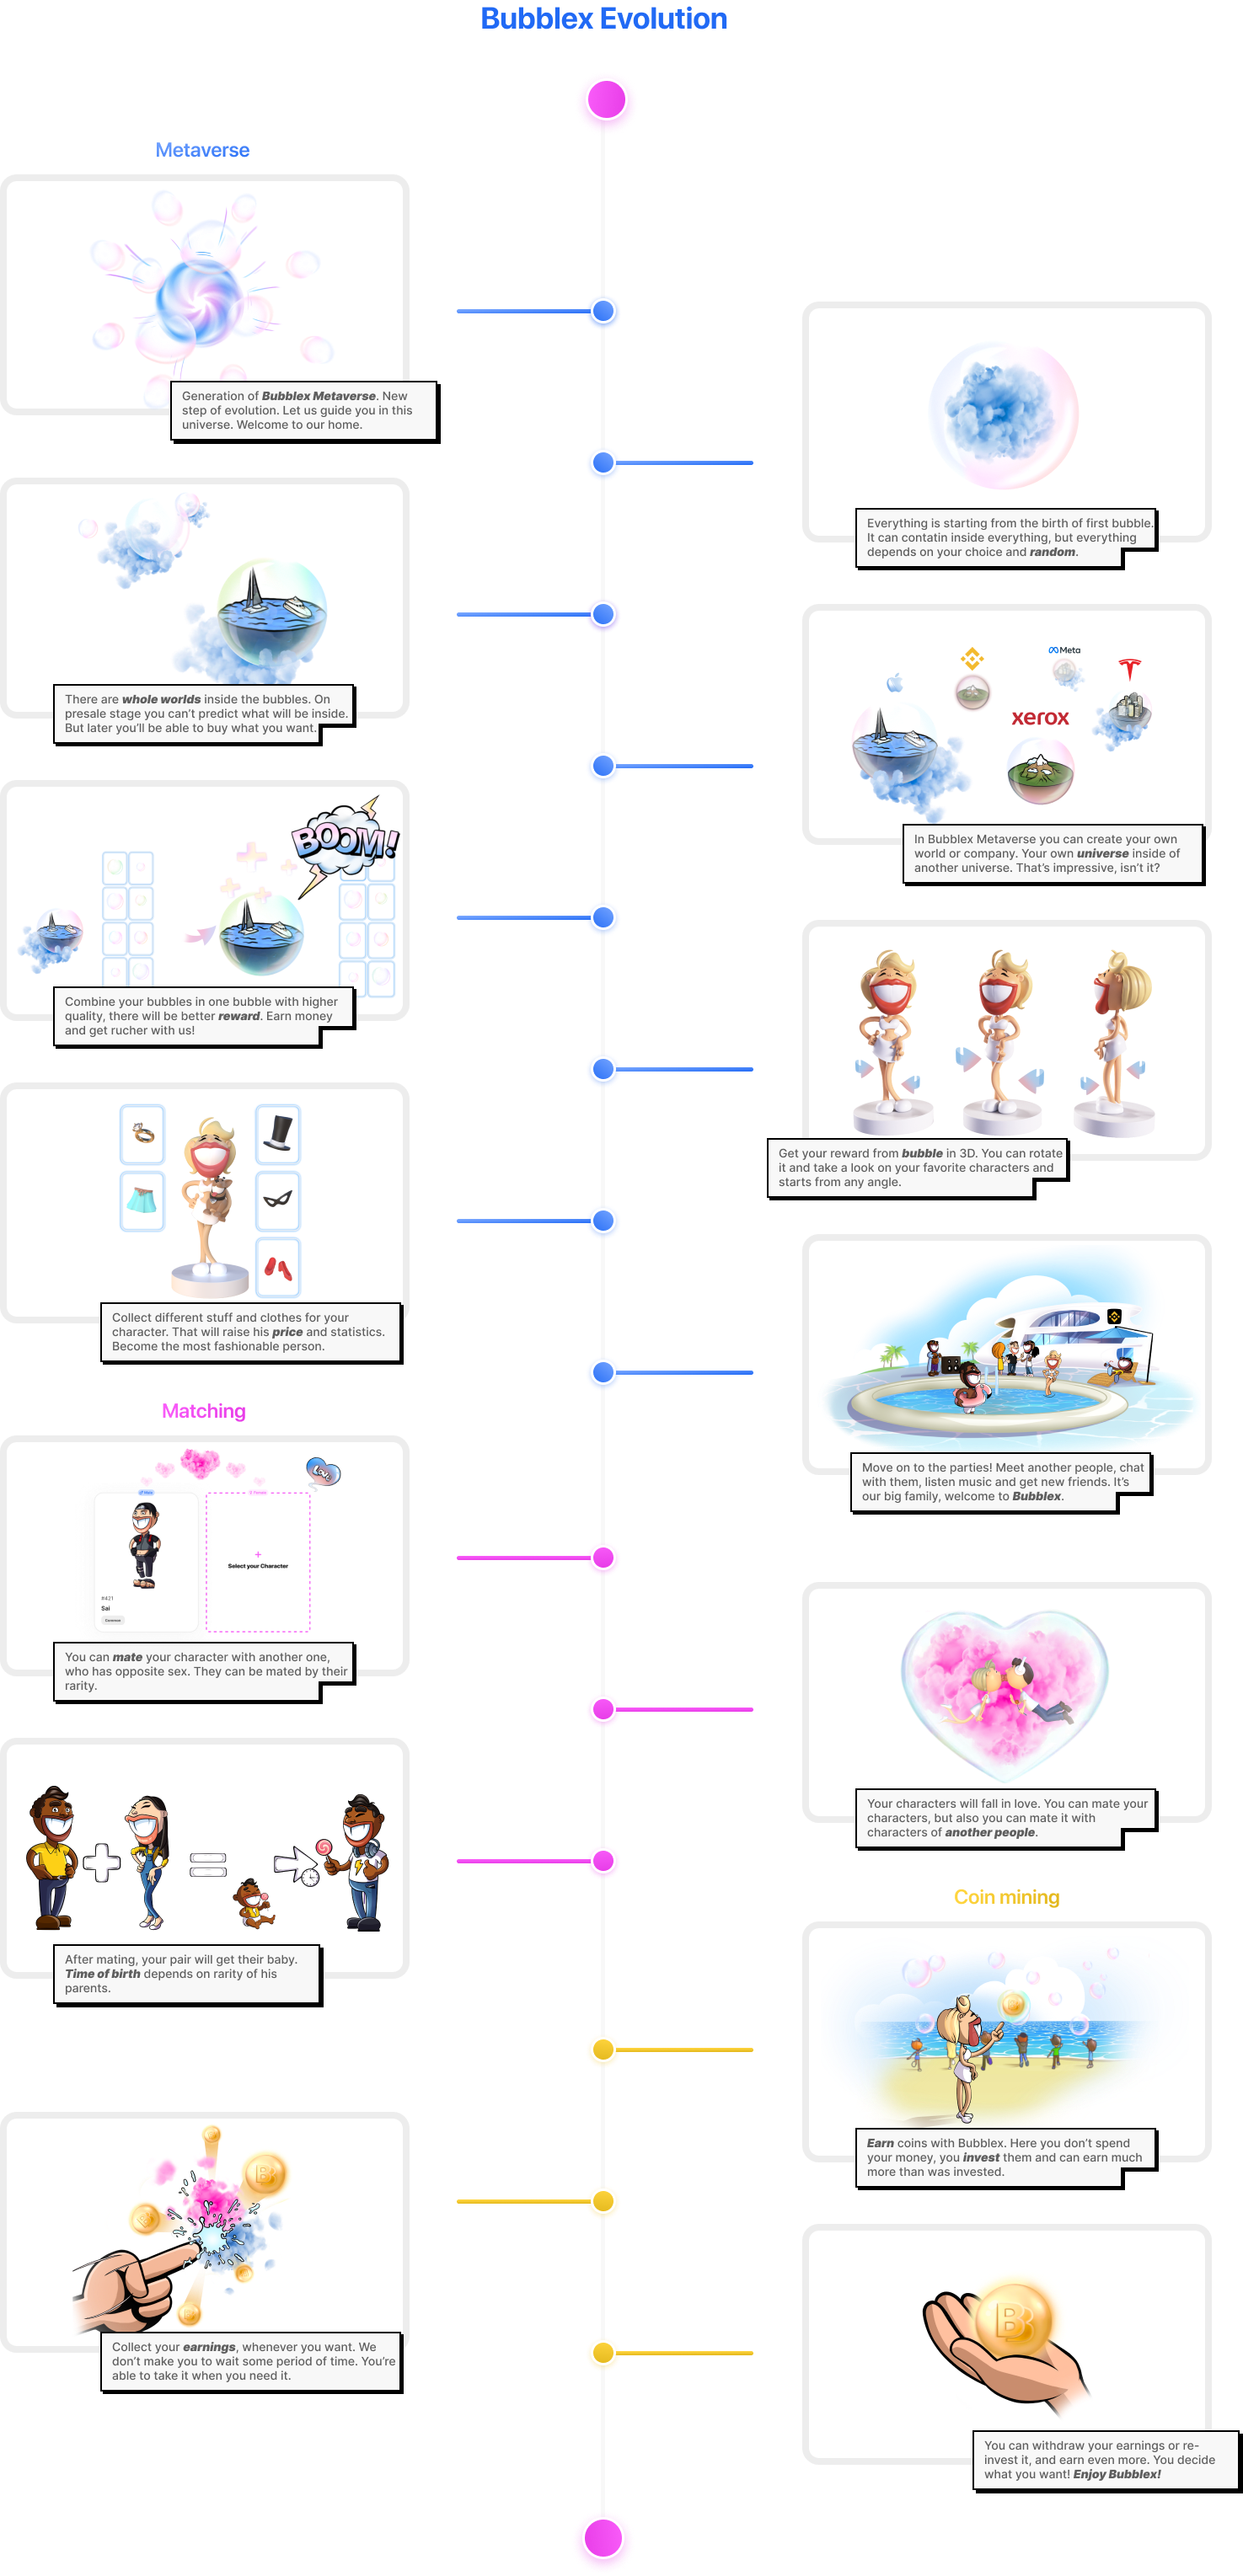 Bubblex Evolution
Metaverse
Generation of Bubblex Metaverse. New
step of evolution. Let us guide you in this
universe. Welcome to our home.
Everything is starting from the birth of first bubble.
It can contatin inside everything, but everything
depends on your choice and random.
There are whole worlds inside the bubbles. On
presale stage you can't predict what will be inside.
But later you'll be able to buy what you want.
Meta
xerox
In Bubblex Metaverse you can create your own
world or company. Your own universe inside of
another universe. That's impressive, isn't it?
BOOM!
Combine your bubbles in one bubble with higher
quality, there will be better reward. Earn money
and get rucher with us!
Get your reward from bubble in 3D. You can rotate
it and take a look on your favorite characters and
starts from any angle.
Collect different stuff and clothes for your
character. That will raise his price and statistics.
Become the most fashionable person.
Move on to the parties! Meet another people, chat
with them, listen music and get new friends. It's
our big family, welcome to Bubblex.
Matching
Love
+
Select your Character
#421
Sai
You can mate your character with another one,
who has opposite sex. They can be mated by their
rarity.
Your characters will fall in love. You can mate your
characters, but also you can mate it with
characters of another people.
After mating, your pair will get their baby.
Time of birth depends on rarity of his
parents.
Coin mining
B
Earn coins with Bubblex. Here you don't spend
your money, you invest them and can earn much
more than was invested.
B
B
B
Collect your earnings, whenever you want. We
don't make you to wait some period of time. You're
able to take it when you need it.
B
You can withdraw your earnings or re-
invest it, and earn even more. You decide
what you want! Enjoy Bubblex!